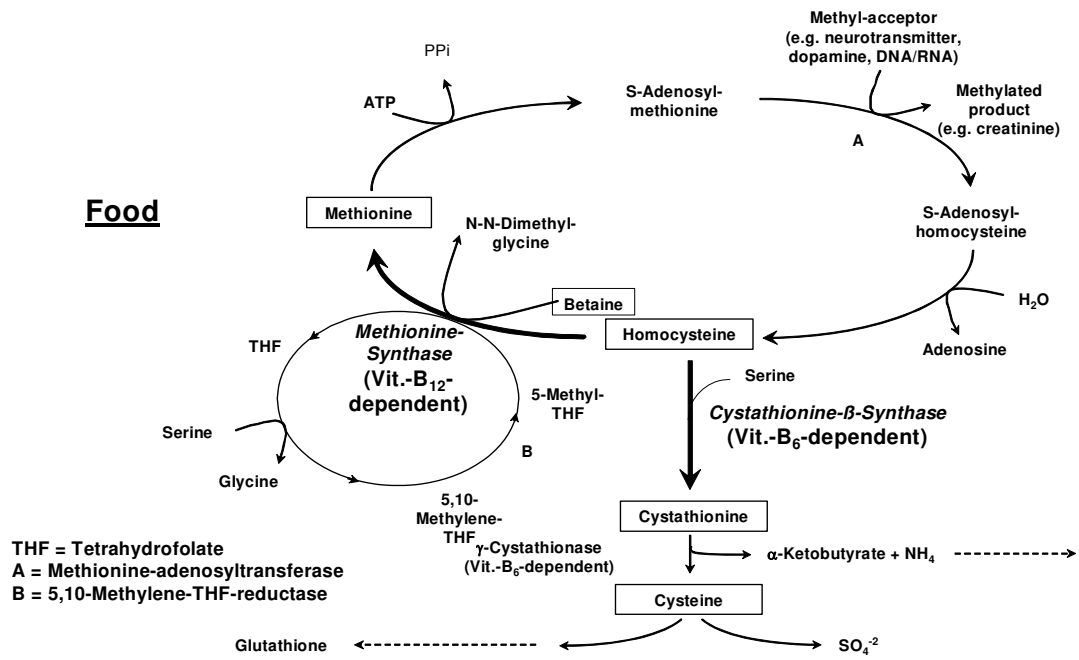 Methyl-acceptor
(e.g. neurotransmitter,
dopamine, DNA/RNA)
PPi
ATP
S-Adenosyl-
methionine
Methylated
product
(e.g. creatinine)
A
Food
Methionine
N-N-Dimethyl-
glycine
S-Adenosyl-
homocysteine
Betaine
H₂O
Homocysteine
Adenosine
THF
Methionine-
Synthase
(Vit.-B₁₂-
dependent)
5-Methyl-
THF
Serine
Cystathionine-ß-Synthase
(Vit.-B₆-dependent)
Serine
B
Glycine
5,10-
Methylene-
THF
Cystathionine
γ-Cystathionase
(Vit.-B₆-dependent)
α-Ketobutyrate + NH₄
THF = Tetrahydrofolate
A = Methionine-adenosyltransferase
B = 5,10-Methylene-THF-reductase
Cysteine
Glutathione
SO₄⁻²